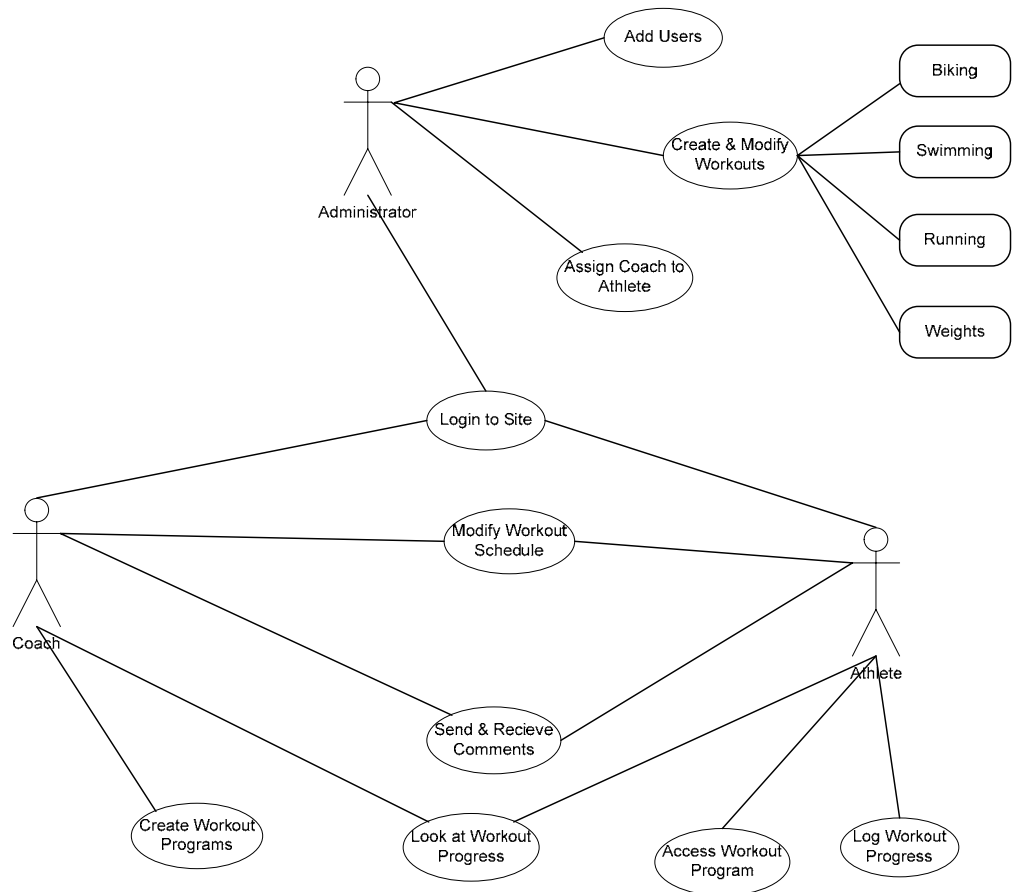 Add Users
Biking
Create & Modify
Workouts
Swimming
Administrator
Running
Assign Coach to
Athlete
Weights
Login to Site
Modify Workout
Schedule
Coach
Athlete
Send & Recieve
Comments
Create Workout
Programs
Look at Workout
Progress
Access Workout
Program
Log Workout
Progress